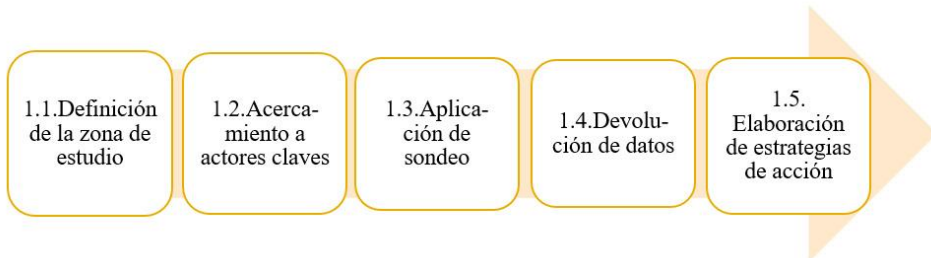 1.1.Definición
de la zona de
estudio
1.2.Acerca-
miento a
actores claves
1.3.Aplica-
ción de
sondeo
1.4.Devolu-
ción de datos
1.5.
Elaboración
de estrategias
de acción